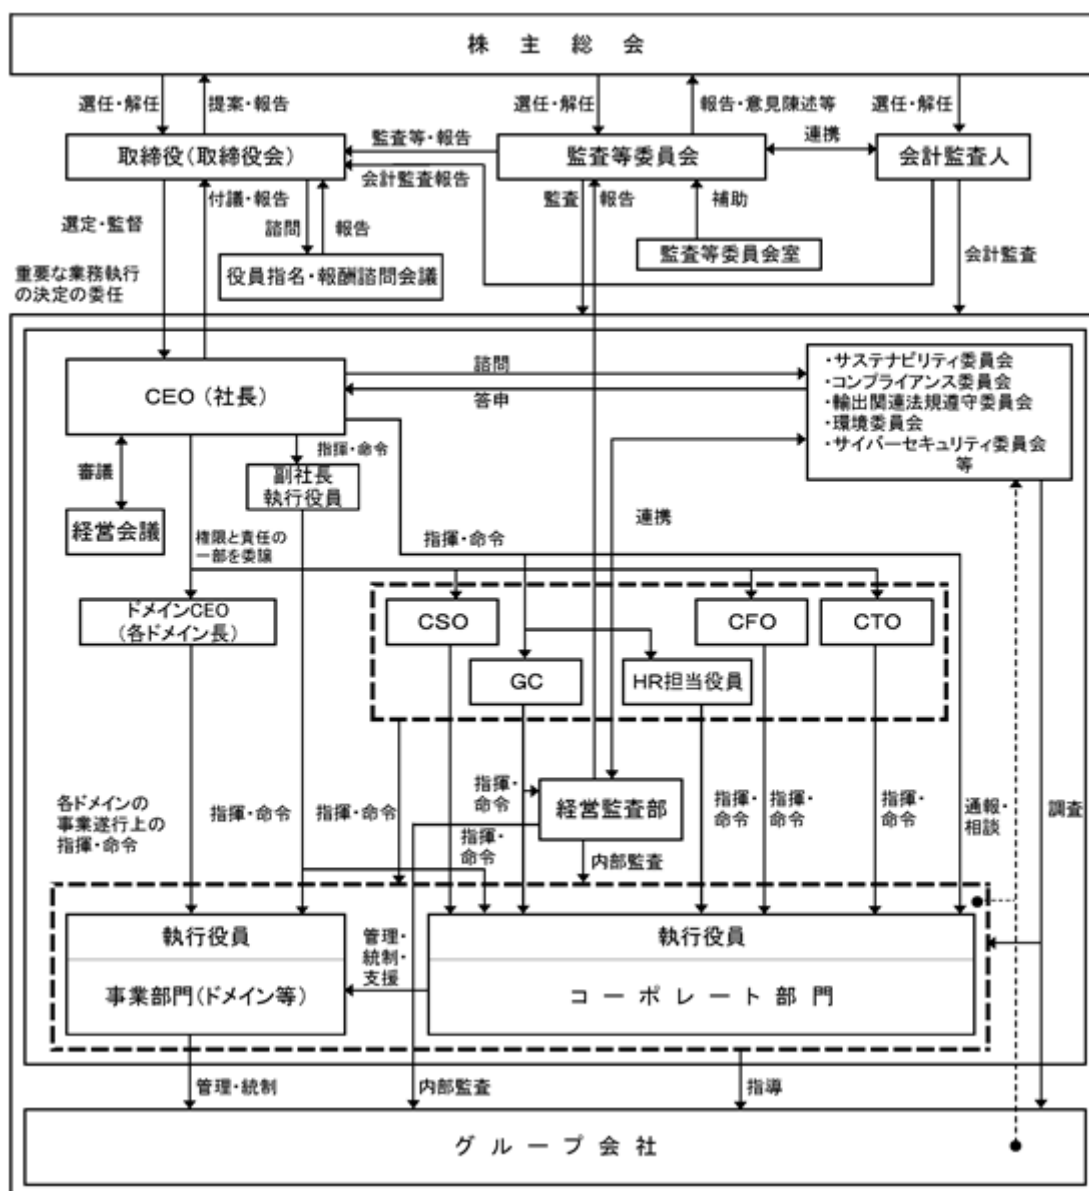 株主総会
選任・解任
提案・報告
選任・解任
報告・意見陳述等
選任・解任
取締役(取締役会)
監査等・報告
監査等委員会
連携
会計監査人
会計監査報告
付議・報告
監査
報告
補助
選定・監督
諮問
報告
監査等委員会室
会計監査
役員指名・報酬諮問会議
重要な業務執行
の決定の委任
CEO(社長)
諮問
答申
・サステナビリティ委員会
・コンプライアンス委員会
・輸出関連法規遵守委員会
・環境委員会
・サイバーセキュリティ委員会
等
指揮・命令
審議
副社長
執行役員
連携
経営会議
権限と責任の
一部を委譲
指揮・命令
ドメインCEO
(各ドメイン長)
CSO
CFO
CTO
GC
HR担当役員
各ドメインの
事業遂行上の
指揮・命令
指揮・命令
指揮・命令
指揮・
命令
経営監査部
指揮・
命令
指揮・
命令
指揮・
命令
通報・
相談
調査
指揮・
命令
内部監査
執行役員
事業部門(ドメイン等)
管理・
統制・
支援
執行役員
コーポレート部門
管理・統制
内部監査
指導
グループ会社